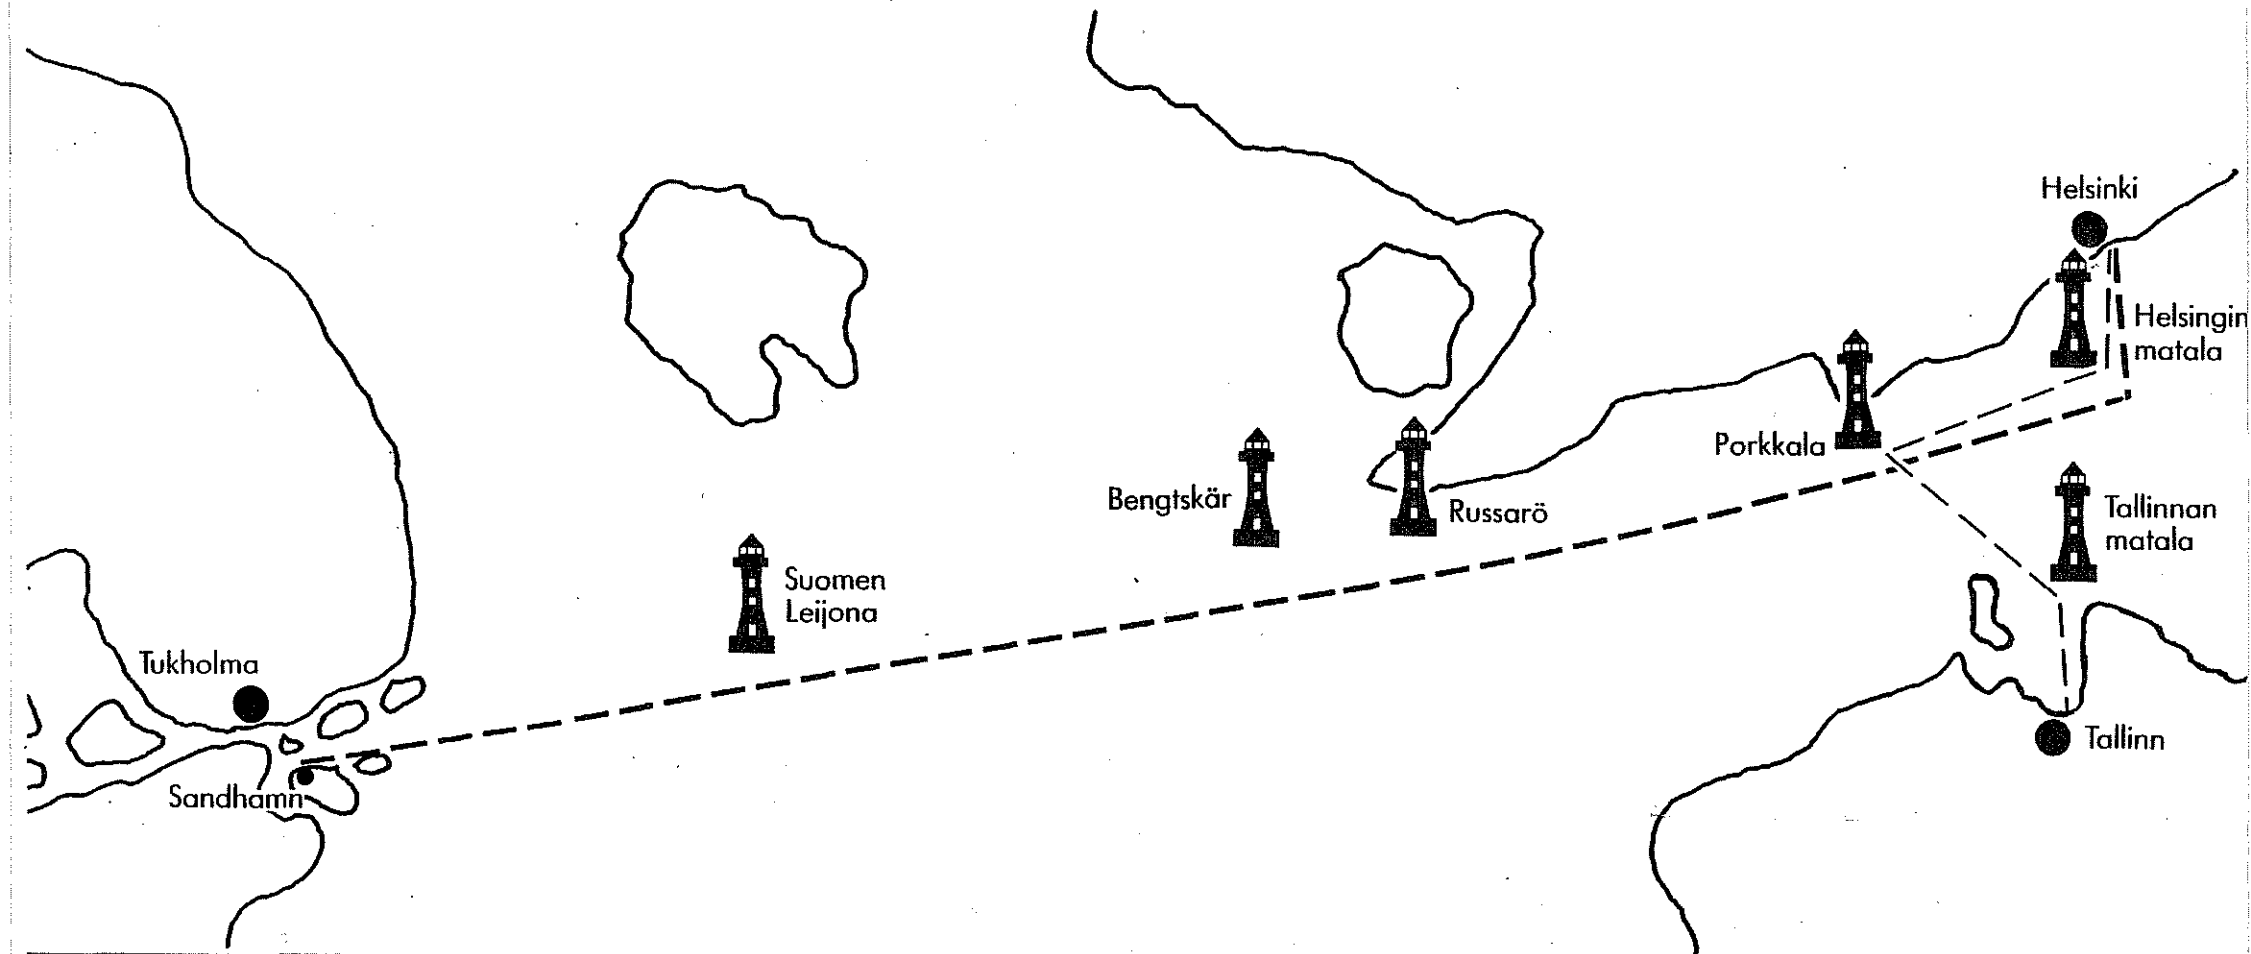 Helsinki
Helsingin
matala
Porkkala
Bengtskär
Russarö
Tallinnan
matala
Suomen
Leijona
Tukholma
Tallinn
Sandhamn